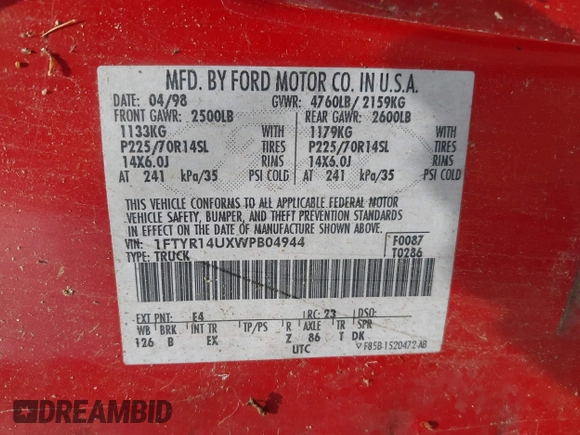 MFD. BY FORD MOTOR CO. IN U.S.A.
DATE 04/98 GVWR: 4760LB/ 2159KG
FRONT GAWR: 2500LB REAR GAWR: 2600LB
1133KG WITH 1179KG WITH
P225/70R14SL TIRES P225/70R14SL TIRES
14X6.0J RIMS 14X6.0J RIMS
AT 241 kPa/35 PSI COLD AT 241 kPa/35 PSI COLD
THIS VEHICLE CONFORMS TO ALL APPLICABLE FEDERAL MOTOR
VEHICLE SAFETY, BUMPER, AND THEFT PREVENTION STANDARDS
IN EFFECT ON THE DATE OF MANUFACTURE SHOWN ABOVE.
VIN: 1FTYR14UXWPB04944 F0087
TYPE: TRUCK T0286
EXT PNT: E4 RC: 23 DSO:
WB BRK INT TR TP/PS R AXLE TR SPR
126 B EX Z 86 T DK
UTC F85B-1520472-AB
DREAMBID